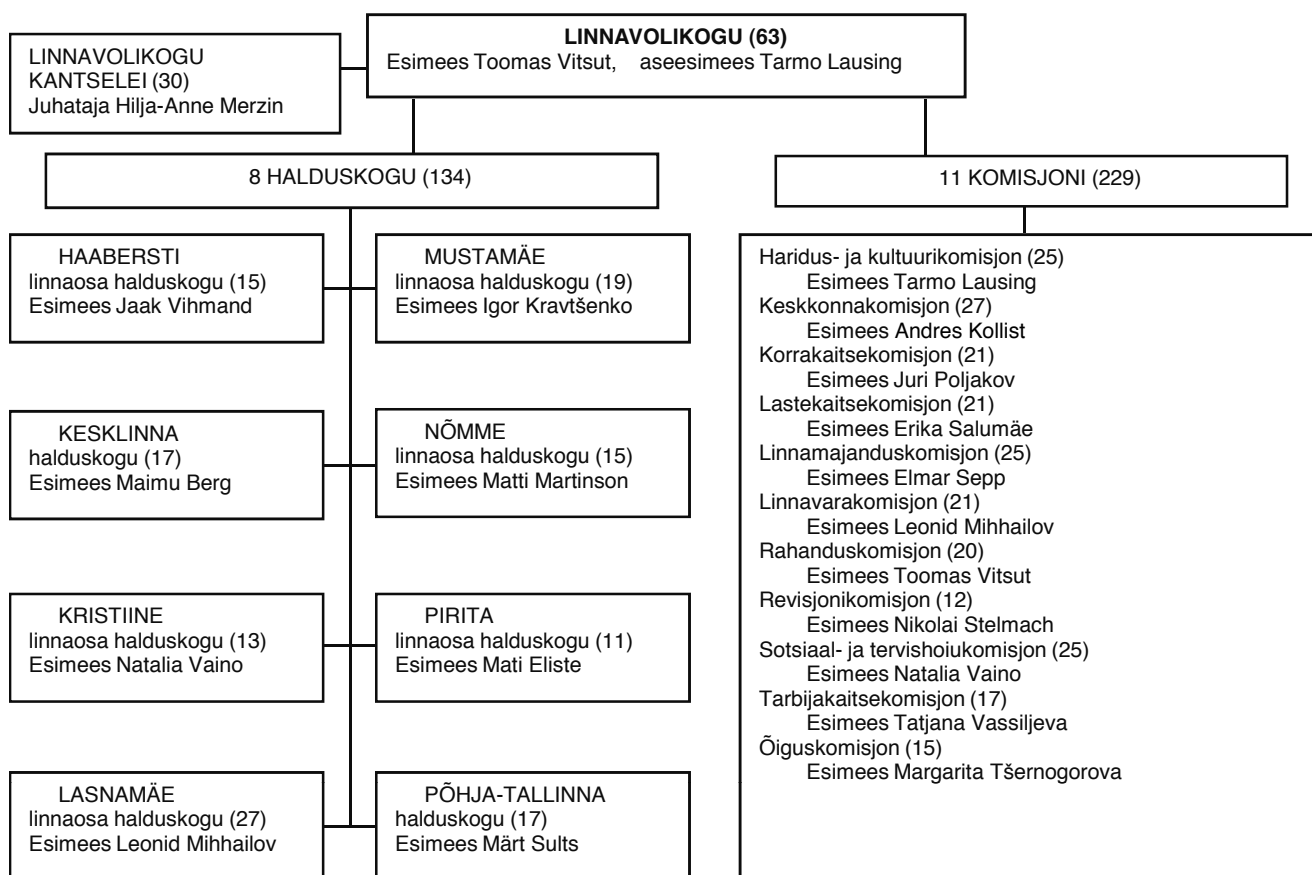 LINNAVOLIKOGU (63)
Esimees Toomas Vitsut, aseesimees Tarmo Lausing
LINNAVOLIKOGU
KANTSELEI (30)
Juhataja Hilja-Anne Merzin
8 HALDUSKOGU (134)
11 KOMISJONI (229)
HAABERSTI
linnaosa halduskogu (15)
Esimees Jaak Vihmand
MUSTAMÄE
linnaosa halduskogu (19)
Esimees Igor Kravtšenko
KESKLINNA
halduskogu (17)
Esimees Maimu Berg
NÕMME
linnaosa halduskogu (15)
Esimees Matti Martinson
KRISTIINE
linnaosa halduskogu (13)
Esimees Natalia Vaino
PIRITA
linnaosa halduskogu (11)
Esimees Mati Eliste
LASNAMÄE
linnaosa halduskogu (27)
Esimees Leonid Mihhailov
PÕHJA-TALLINNA
halduskogu (17)
Esimees Märt Sults
Haridus- ja kultuurikomisjon (25)
Esimees Tarmo Lausing
Keskkonnakomisjon (27)
Esimees Andres Kollist
Korrakaitsekomisjon (21)
Esimees Juri Poljakov
Lastekaitsekomisjon (21)
Esimees Erika Salumäe
Linnamajanduskomisjon (25)
Esimees Elmar Sepp
Linnavarakomisjon (21)
Esimees Leonid Mihhailov
Rahanduskomisjon (20)
Esimees Toomas Vitsut
Revisjonikomisjon (12)
Esimees Nikolai Stelmach
Sotsiaal- ja tervishoiukomisjon (25)
Esimees Natalia Vaino
Tarbijakaitsekomisjon (17)
Esimees Tatjana Vassiljeva
Õiguskomisjon (15)
Esimees Margarita Tšernogorova